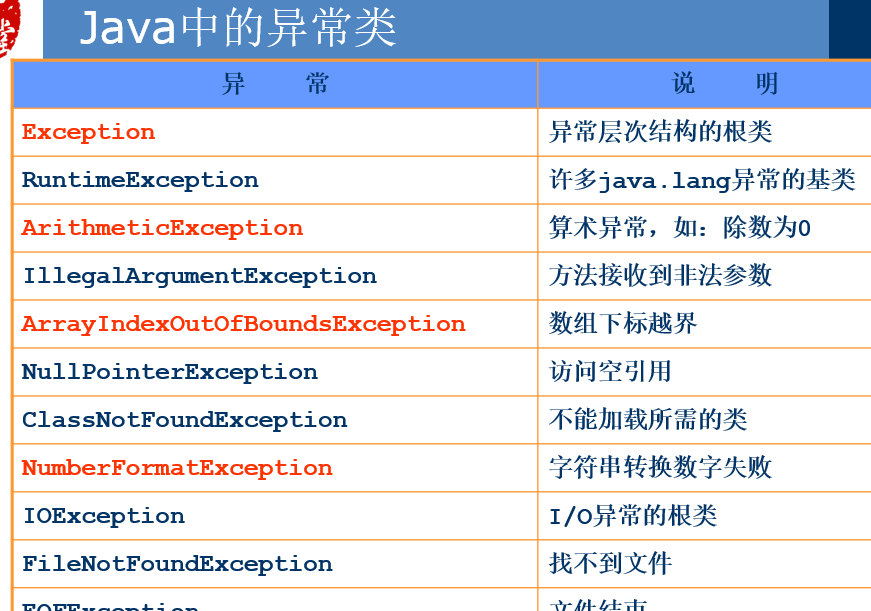 Java中的异常类
异 常 说 明
Exception 异常层次结构的根类
RuntimeException 许多java.lang异常的基类
ArithmeticException 算术异常，如：除数为0
IllegalArgumentException 方法接收到非法参数
ArrayIndexOutOfBoundsException 数组下标越界
NullPointerException 访问空引用
ClassNotFoundException 不能加载所需的类
NumberFormatException 字符串转换数字失败
IOException I/O异常的根类
FileNotFoundException 找不到文件
EOFException 文件结束